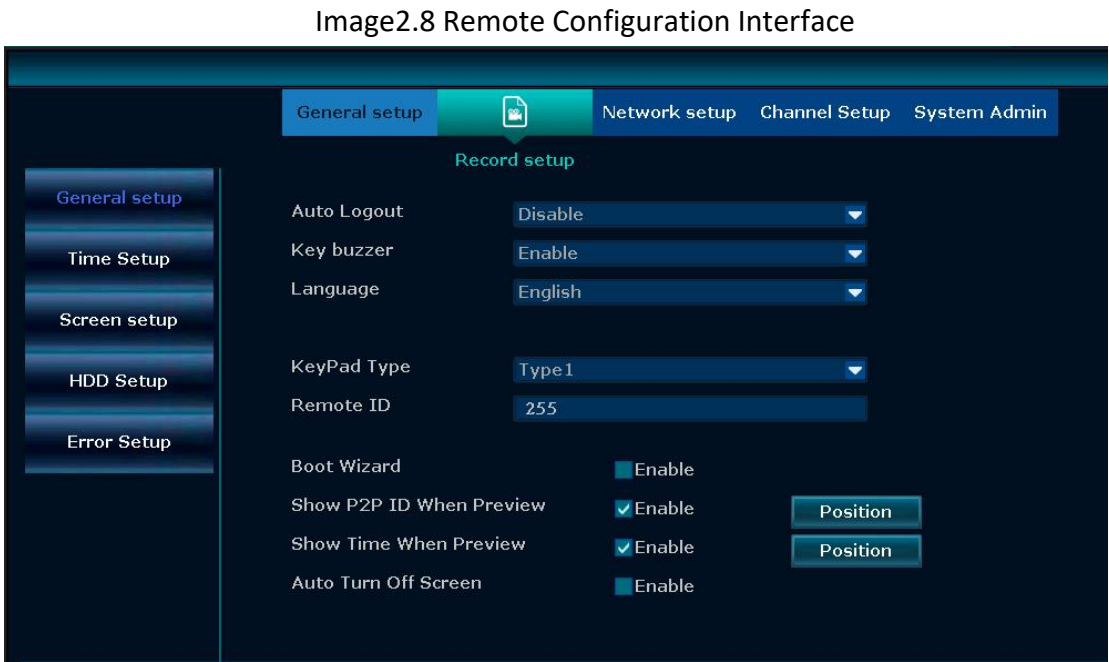 Image2.8 Remote Configuration Interface
General setup Network setup Channel Setup System Admin
Record setup
General setup
Time Setup
Screen setup
HDD Setup
Error Setup
Auto Logout Disable
Key buzzer Enable
Language English
KeyPad Type Type1
Remote ID 255
Boot Wizard Enable
Show P2P ID When Preview Enable Position
Show Time When Preview Enable Position
Auto Turn Off Screen Enable